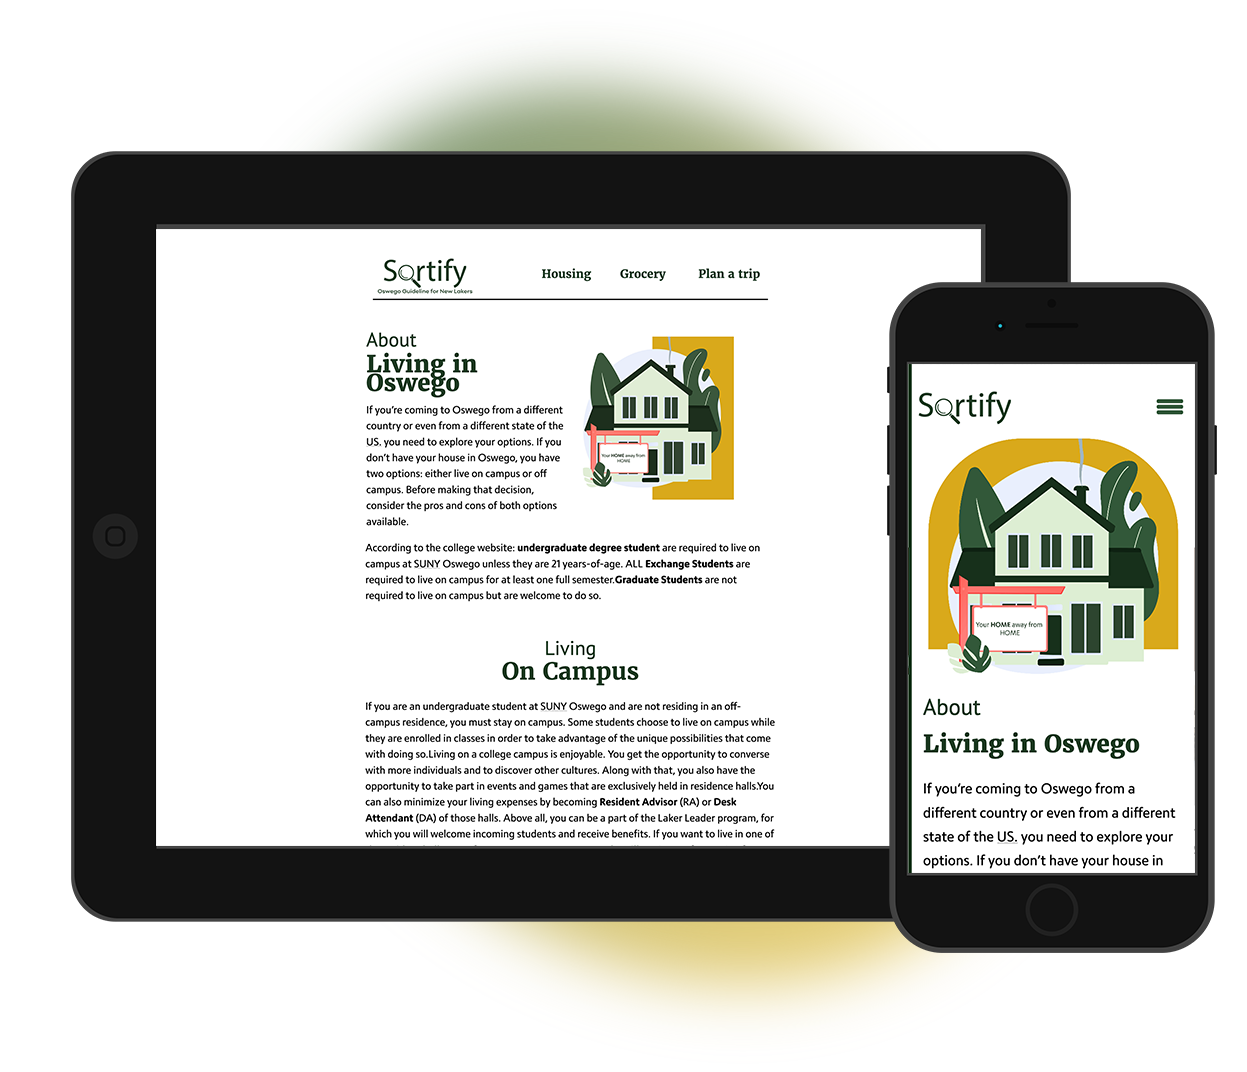 Sortify
Oswego Guideline for New Lakers
Housing Grocery Plan a trip
About
Living in
Oswego
If you're coming to Oswego from a different
country or even from a different state of the
US. you need to explore your options. If you
don't have your house in Oswego, you have
two options: either live on campus or off
campus. Before making that decision,
consider the pros and cons of both options
available.
Your HOME away from
HOME
According to the college website: undergraduate degree student are required to live on
campus at SUNY Oswego unless they are 21 years-of-age. ALL Exchange Students are
required to live on campus for at least one full semester.Graduate Students are not
required to live on campus but are welcome to do so.
Living
On Campus
If you are an undergraduate student at SUNY Oswego and are not residing in an off-
campus residence, you must stay on campus. Some students choose to live on campus while
they are enrolled in classes in order to take advantage of the unique possibilities that come
with doing so.Living on a college campus is enjoyable. You get the opportunity to converse
with more individuals and to discover other cultures. Along with that, you also have the
opportunity to take part in events and games that are exclusively held in residence halls.You
can also minimize your living expenses by becoming Resident Advisor (RA) or Desk
Attendant (DA) of those halls. Above all, you can be a part of the Laker Leader program, for
which you will welcome incoming students and receive benefits. If you want to live in one of
Sortify
Your HOME away from
HOME
About
Living in Oswego
If you're coming to Oswego from a
different country or even from a different
state of the US. you need to explore your
options. If you don't have your house in